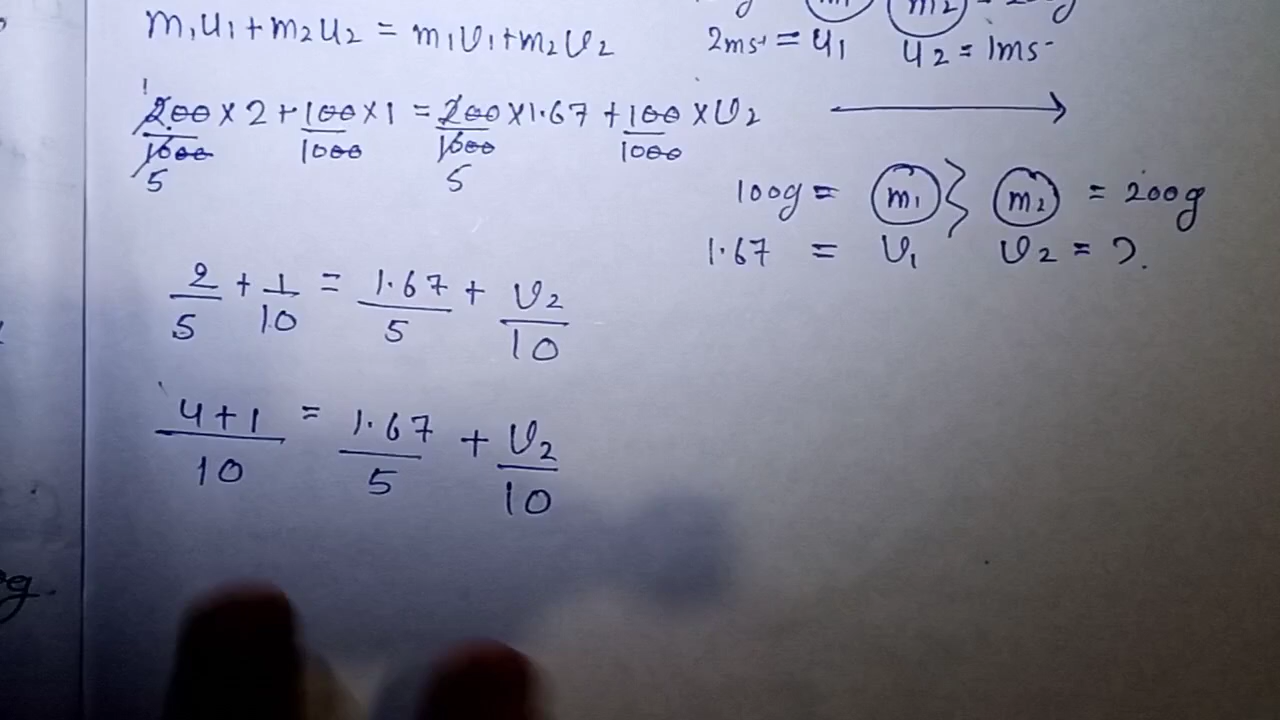 m₁u₁ + m₂u₂ = m₁v₁ + m₂v₂
2ms⁻¹ = u₁ u₂ = 1ms⁻
1
200/1000 × 2 + 100/1000 × 1 = 200/1000 × 1.67 + 100/1000 × v₂
5 5
100g = m₁ } m₂ = 200g
1.67 = v₁ v₂ = ?
2/5 + 1/10 = 1.67/5 + v₂/10
4+1/10 = 1.67/5 + v₂/10
g.